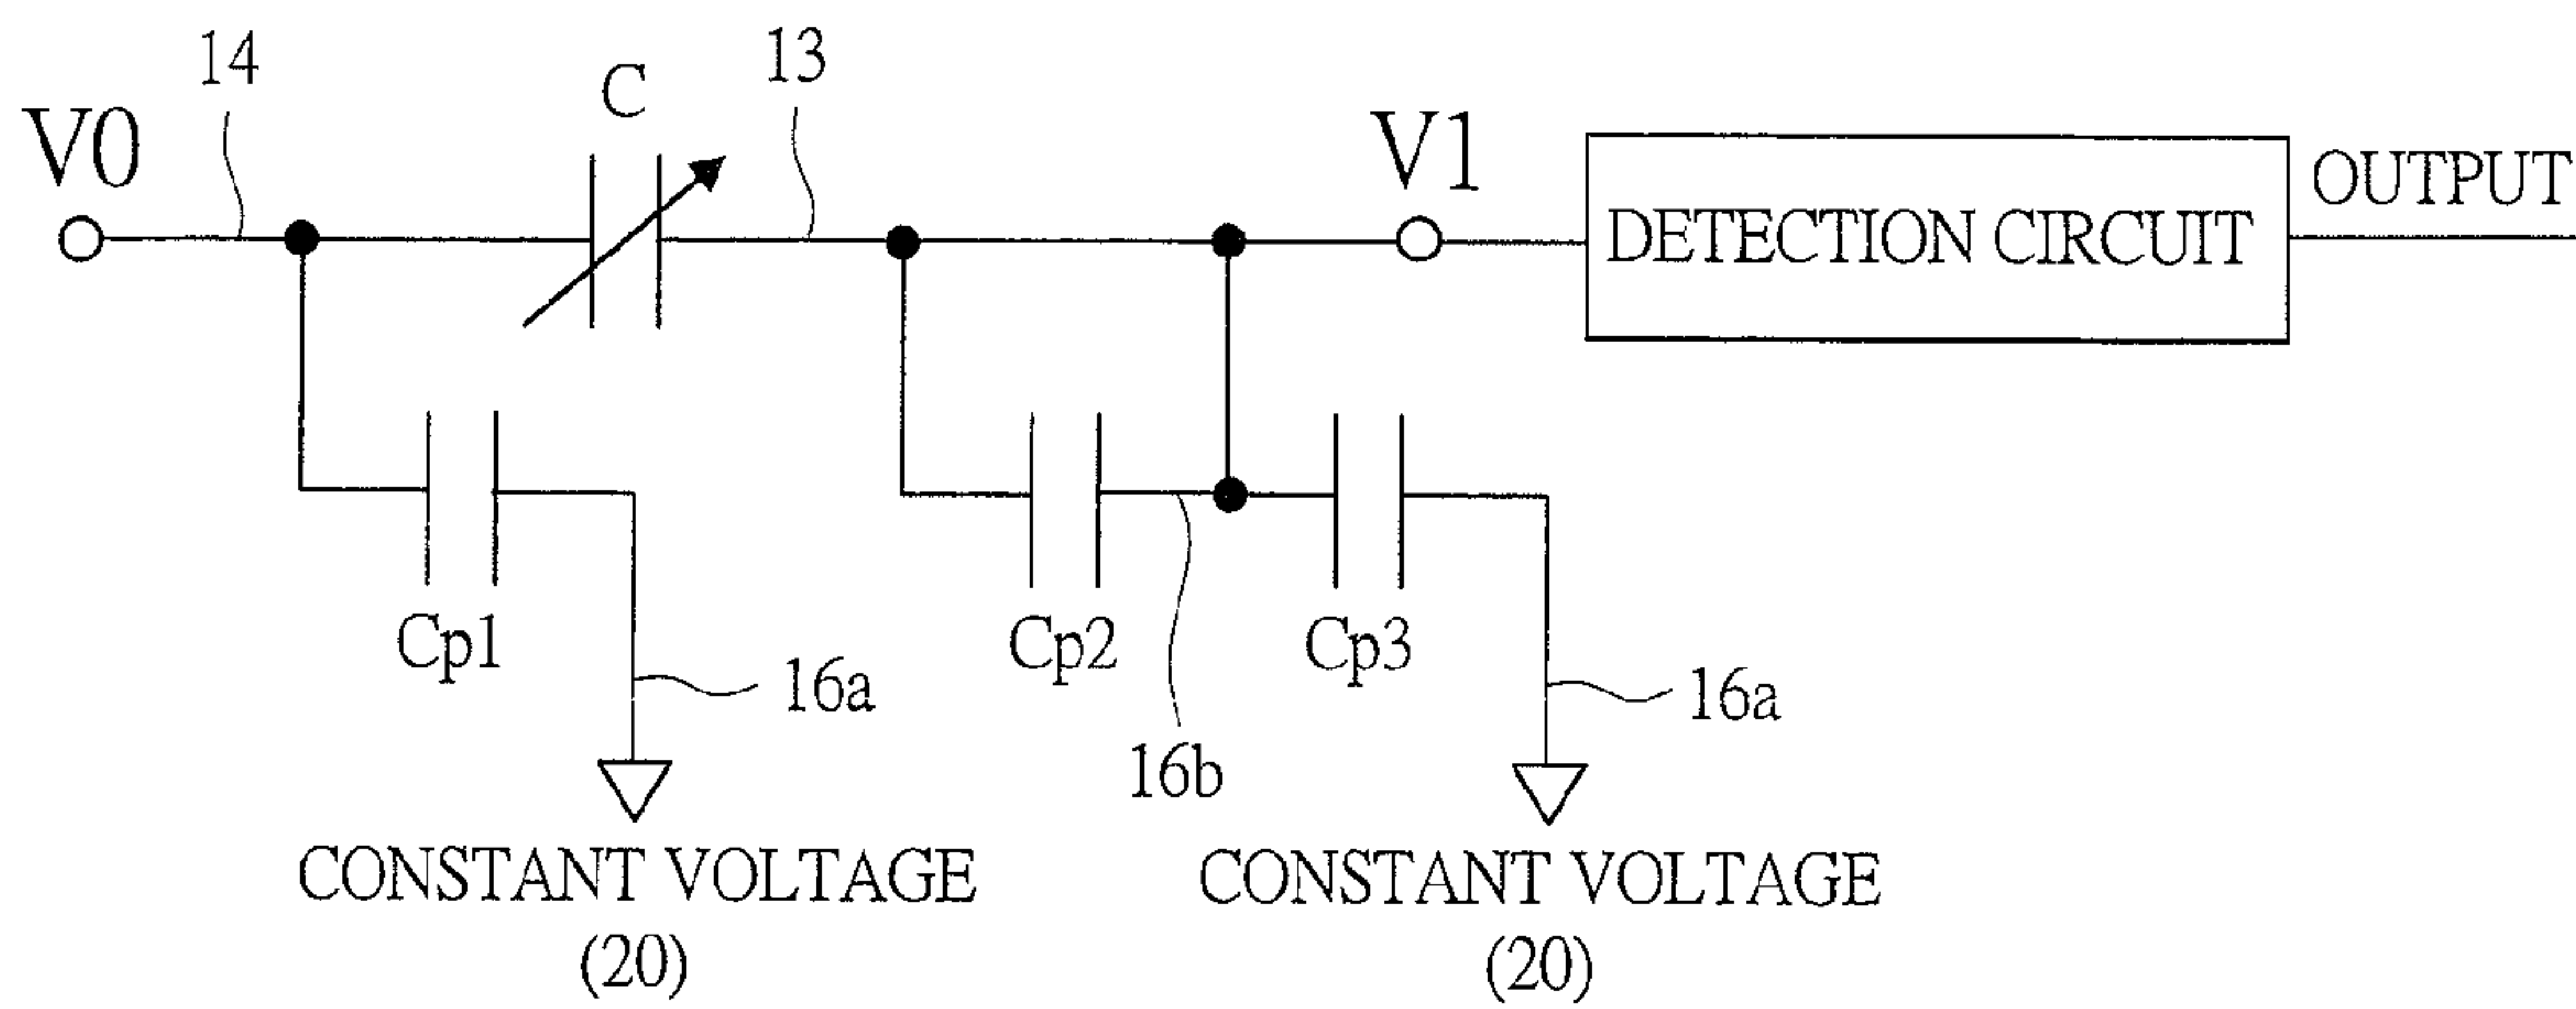 14
C
13
V0
V1
DETECTION CIRCUIT
OUTPUT
Cp1
Cp2
Cp3
16a
16b
16a
CONSTANT VOLTAGE
(20)
CONSTANT VOLTAGE
(20)